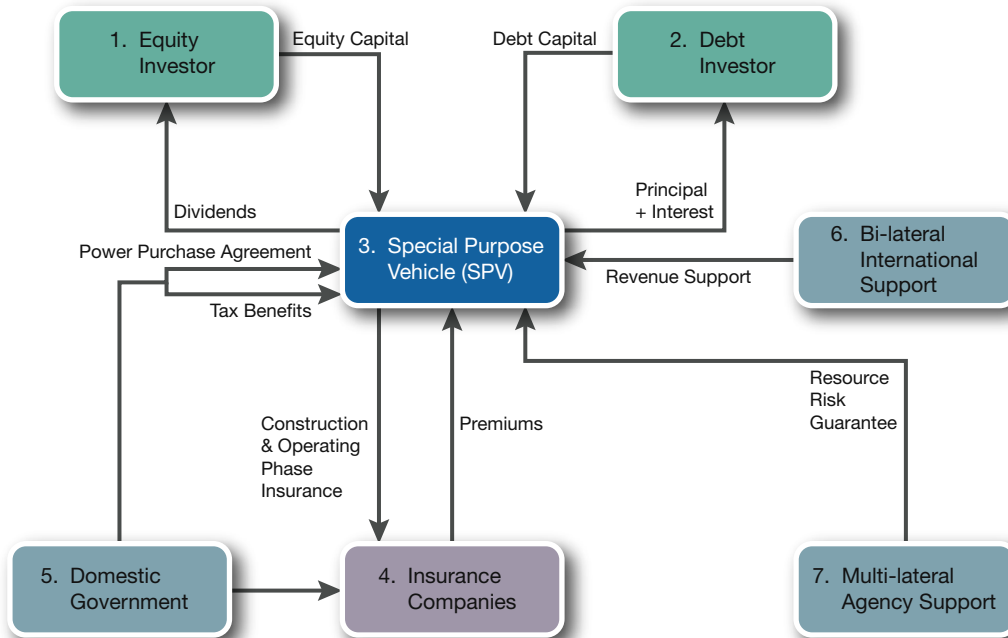 1. Equity
Investor
Equity Capital
Debt Capital
2. Debt
Investor
Dividends
Principal
+ Interest
Power Purchase Agreement
Tax Benefits
3. Special Purpose
Vehicle (SPV)
Revenue Support
6. Bi-lateral
International
Support
Construction
& Operating
Phase
Insurance
Premiums
Resource
Risk
Guarantee
5. Domestic
Government
4. Insurance
Companies
7. Multi-lateral
Agency Support